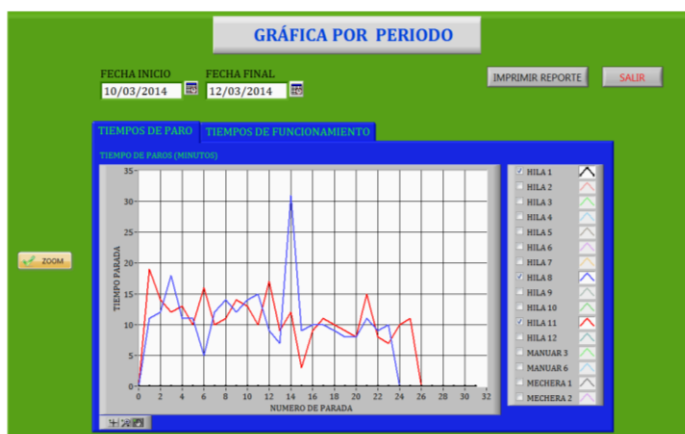 GRÁFICA POR PERIODO
FECHA INICIO FECHA FINAL
10/03/2014 12/03/2014
IMPRIMIR REPORTE SALIR
TIEMPOS DE PARO TIEMPOS DE FUNCIONAMIENTO
TIEMPO DE PAROS (MINUTOS)
35
30
25
20
15
10
5
0
TIEMPO PARADA
0 2 4 6 8 10 12 14 16 18 20 22 24 26 28 30 32
NUMERO DE PARADA
ZOOM
HILA 1
HILA 2
HILA 3
HILA 4
HILA 5
HILA 6
HILA 7
HILA 8
HILA 9
HILA 10
HILA 11
HILA 12
MANUAR 3
MANUAR 6
MECHERA 1
MECHERA 2